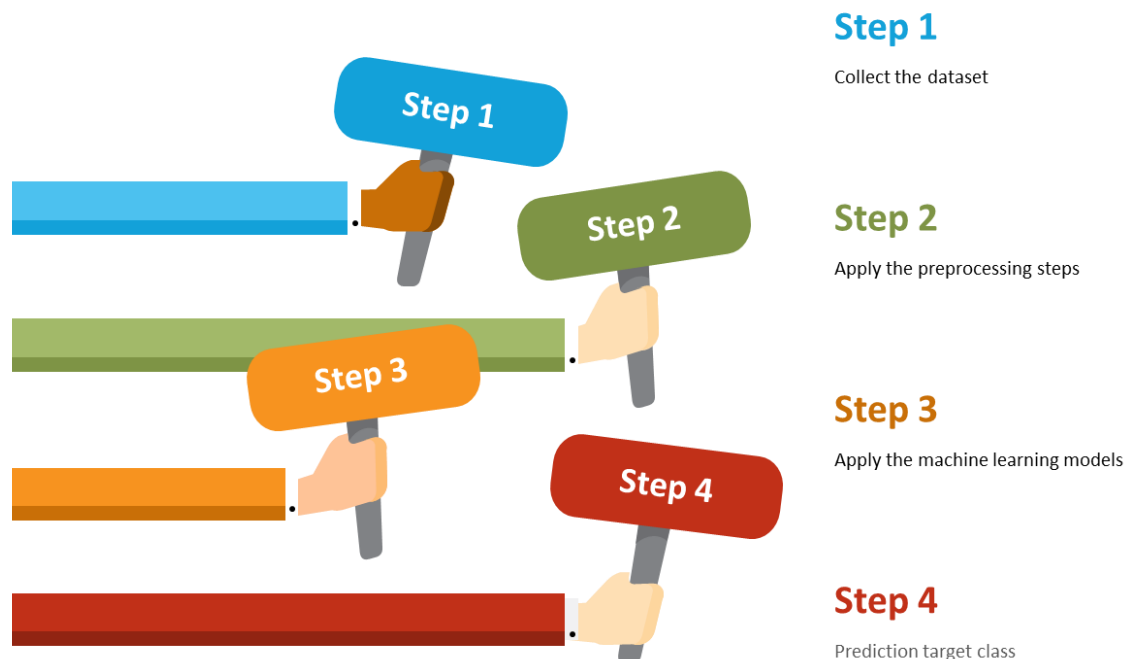 Step 1
Collect the dataset
Step 1
Step 2
Step 2
Apply the preprocessing steps
Step 3
Step 3
Apply the machine learning models
Step 4
Step 4
Prediction target class